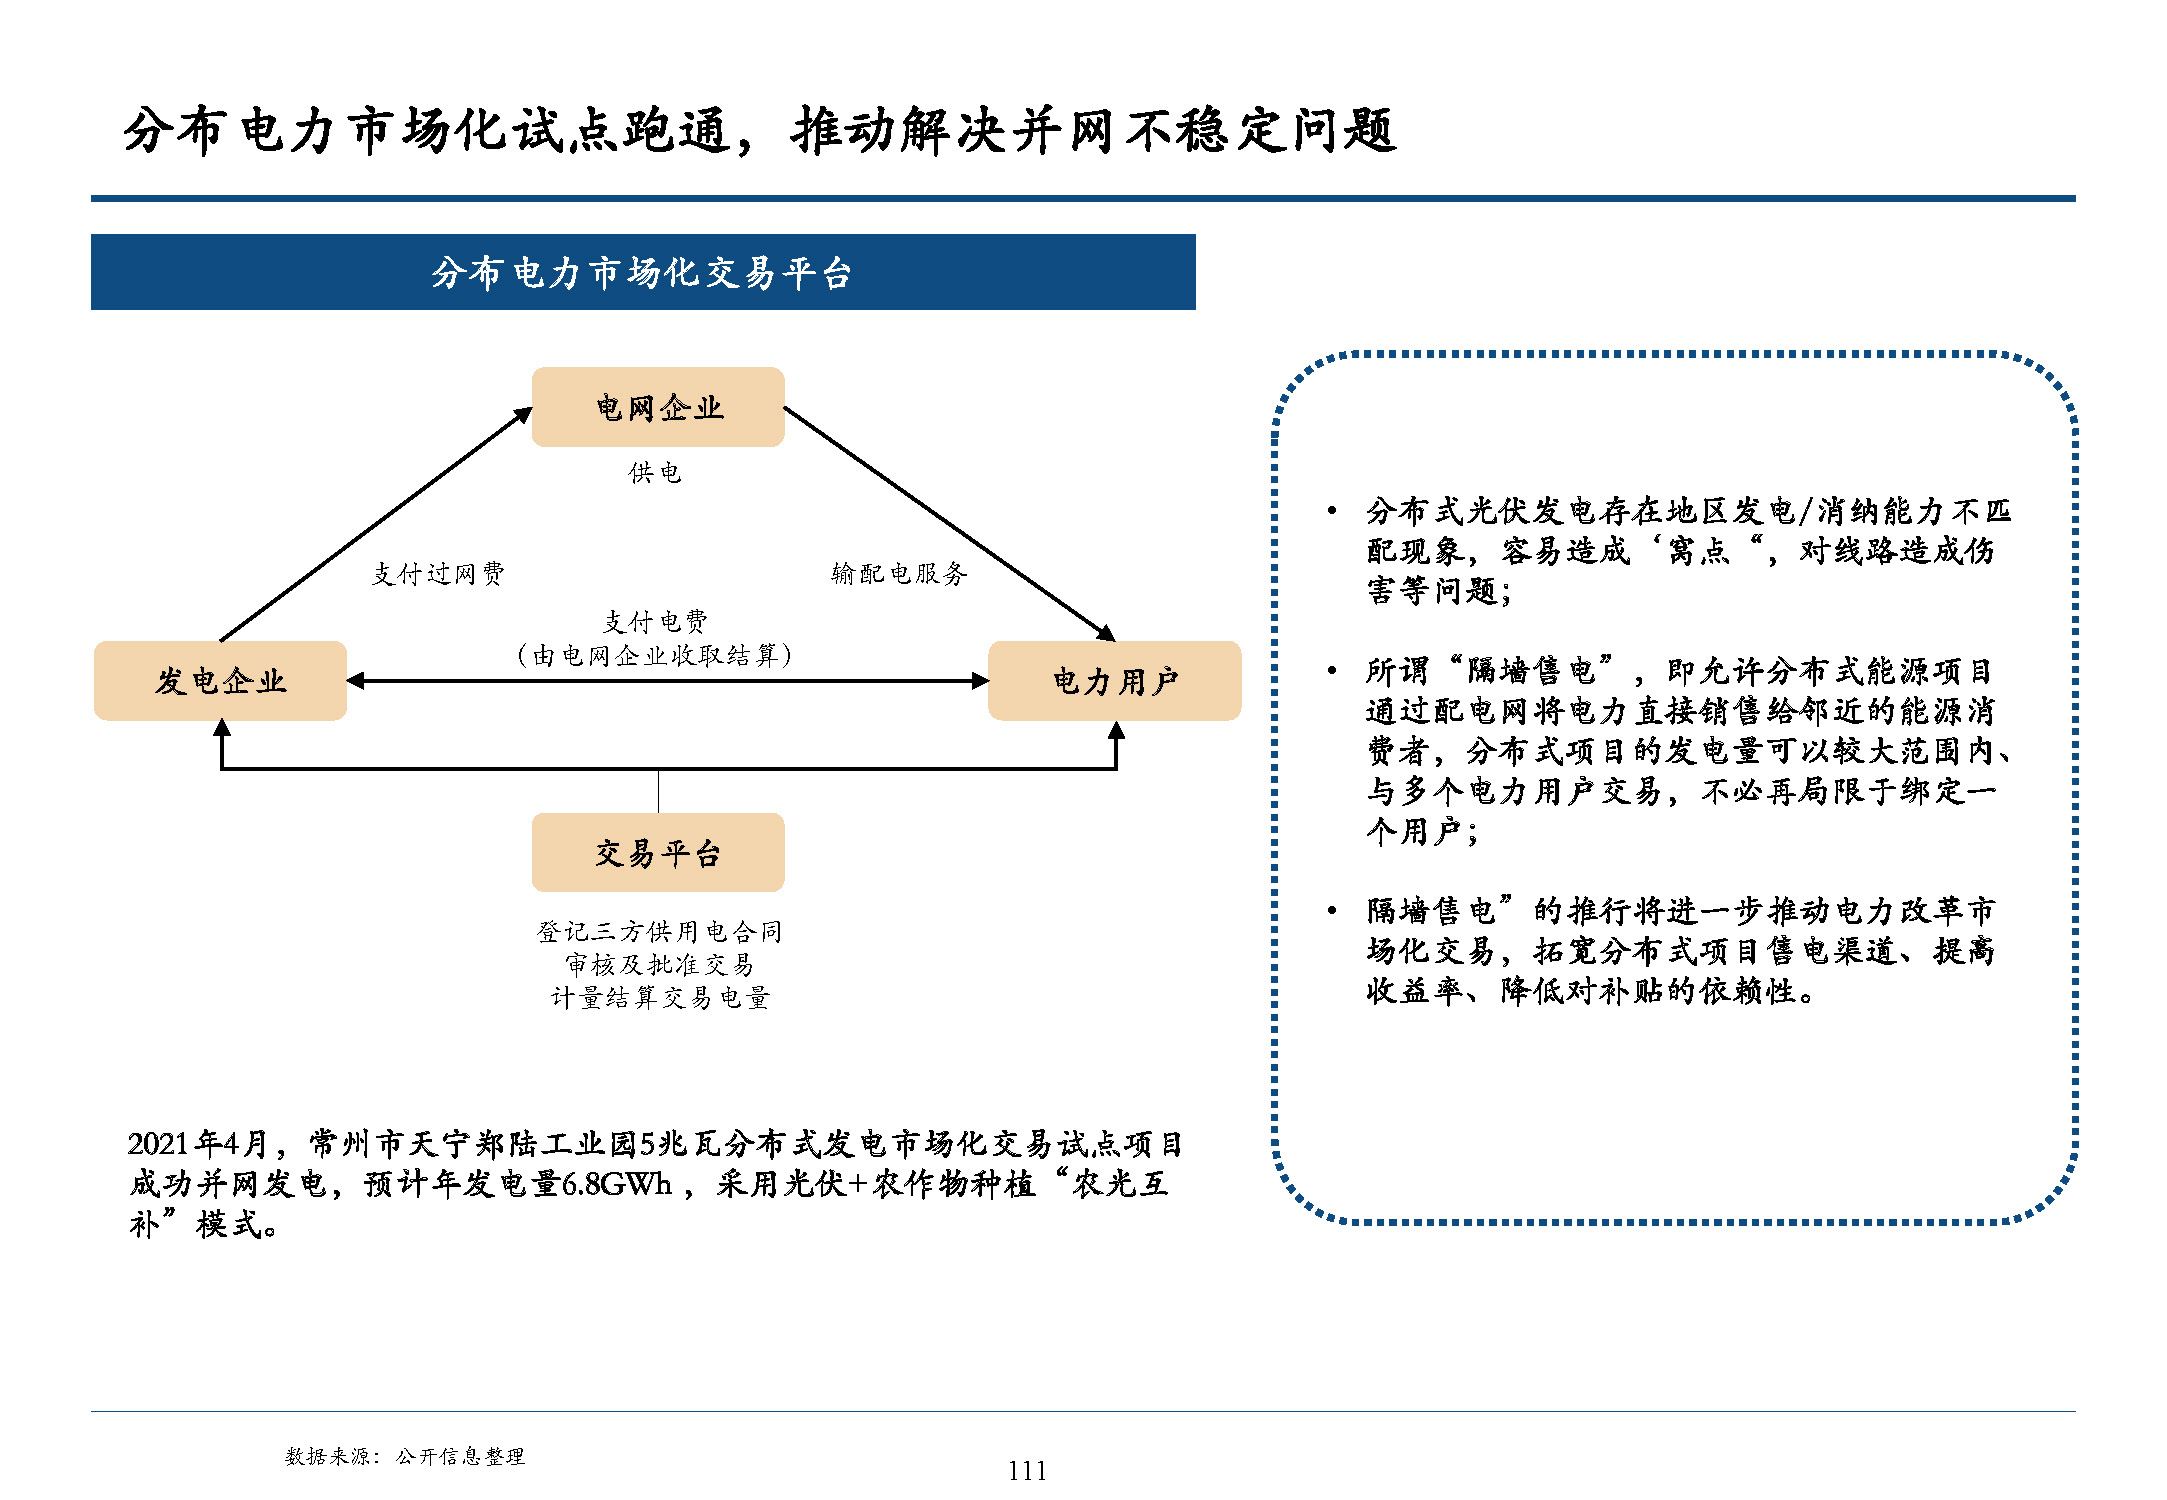 分布电力市场化试点跑通，推动解决并网不稳定问题
分布电力市场化交易平台
电网企业
供电
支付过网费
输配电服务
支付电费
（由电网企业收取结算）
发电企业
电力用户
交易平台
登记三方供用电合同
审核及批准交易
计量结算交易电量
2021年4月，常州市天宁郑陆工业园5兆瓦分布式发电市场化交易试点项目
成功并网发电，预计年发电量6.8GWh ，采用光伏+农作物种植“农光互
补”模式。
• 分布式光伏发电存在地区发电/消纳能力不匹
配现象，容易造成‘窝点“，对线路造成伤
害等问题；
• 所谓“隔墙售电”，即允许分布式能源项目
通过配电网将电力直接销售给邻近的能源消
费者，分布式项目的发电量可以较大范围内、
与多个电力用户交易，不必再局限于绑定一
个用户；
• 隔墙售电”的推行将进一步推动电力改革市
场化交易，拓宽分布式项目售电渠道、提高
收益率、降低对补贴的依赖性。
数据来源：公开信息整理
111